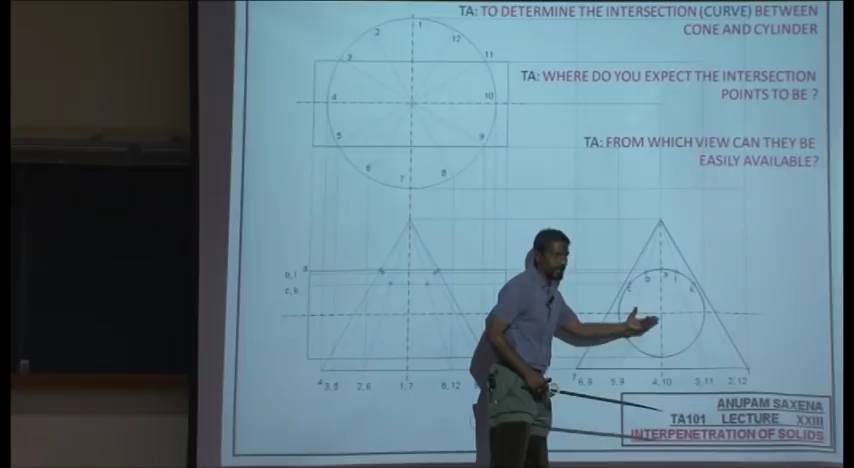 TA: TO DETERMINE THE INTERSECTION (CURVE) BETWEEN
CONE AND CYLINDER
TA: WHERE DO YOU EXPECT THE INTERSECTION
POINTS TO BE ?
TA: FROM WHICH VIEW CAN THEY BE
EASILY AVAILABLE?
1
2
12
3
11
4
10
5
9
6
8
7
b, l
a
c, k
c
b
a
l
k
4 3, 5
2, 6
1, 7
8, 12
7 6, 8
5, 9
4, 10
3, 11
2, 12
ANUPAM SAXENA
TA101 LECTURE XXIII
INTERPENETRATION OF SOLIDS